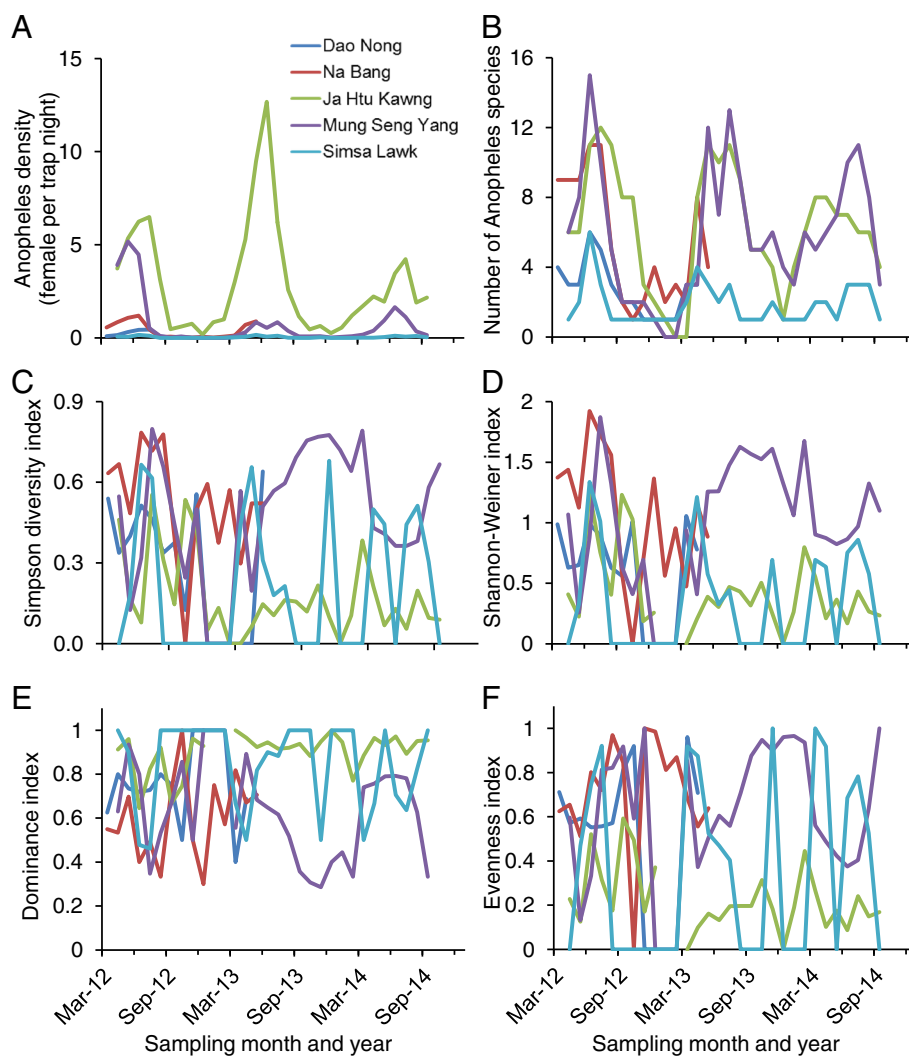 A
Anopheles density
(female per trap night)
15
10
5
0
Dao Nong
Na Bang
Ja Htu Kawng
Mung Seng Yang
Simsa Lawk
B
Number of Anopheles species
16
12
8
4
0
C
Simpson diversity index
0.9
0.6
0.3
0.0
D
Shannon-Weiner index
2
1.5
1
0.5
0
E
Dominance index
1
0.8
0.6
0.4
0.2
0
Mar-12
Sep-12
Mar-13
Sep-13
Mar-14
Sep-14
Sampling month and year
F
Evenness index
1
0.8
0.6
0.4
0.2
0
Mar-12
Sep-12
Mar-13
Sep-13
Mar-14
Sep-14
Sampling month and year